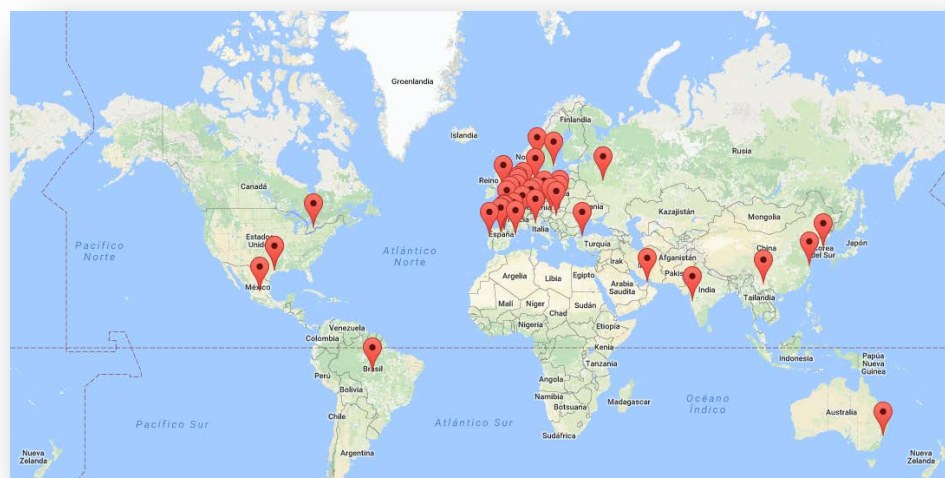 Groenlandia
Islandia
Finlandia
Rusia
Canadá
Reino
Estados
Unidos
México
Pacífico
Norte
Atlántico
Norte
España
Italia
Turquía
Kazajistán
Mongolia
China
Japón
Corea
del Sur
Afganistán
Pakistán
India
Irak
Arabia
Saudita
Argelia
Libia
Egipto
Malí
Níger
Chad
Sudán
Nigeria
Etiopía
Kenia
Tanzania
Tailandia
Venezuela
Colombia
Perú
Brasil
Bolivia
Chile
Argentina
Angola
Namibia
Botsuana
Madagascar
Sudáfrica
Indonesia
Papúa
Nueva
Guinea
Australia
Océano
Índico
Pacífico Sur
Atlántico Sur
Nueva
Zelanda
Nueva
Zelanda